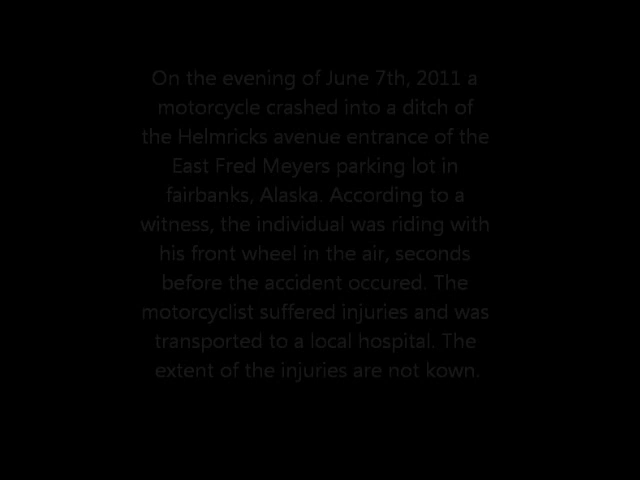 On the evening of June 7th, 2011 a
motorcycle crashed into a ditch of
the Helmricks avenue entrance of the
East Fred Meyers parking lot in
fairbanks, Alaska. According to a
witness, the individual was riding with
his front wheel in the air, seconds
before the accident occured. The
motorcyclist suffered injuries and was
transported to a local hospital. The
extent of the injuries are not kown.